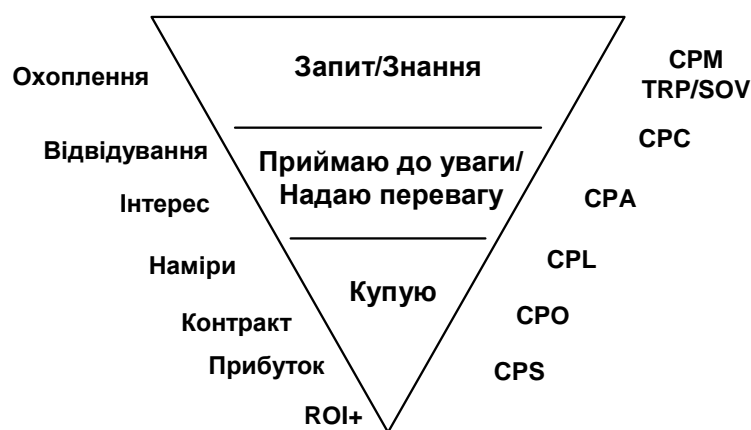 Охоплення
Запит/Знання
CPM
TRP/SOV
Відвідування
Приймаю до уваги/
Надаю перевагу
CPC
Інтерес
CPA
Наміри
Купую
CPL
Контракт
CPO
Прибуток
CPS
ROI+